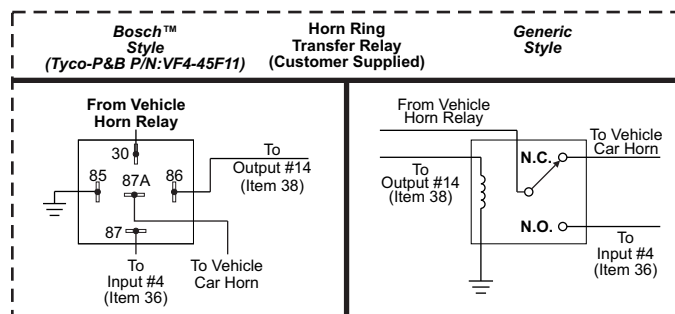 Bosch™
Style
(Tyco-P&B P/N:VF4-45F11)
Horn Ring
Transfer Relay
(Customer Supplied)
Generic
Style
From Vehicle
Horn Relay
30
85
87A
86
87
To
Output #14
(Item 38)
To
Input #4
(Item 36)
To Vehicle
Car Horn
From Vehicle
Horn Relay
To
Output #14
(Item 38)
N.C.
N.O.
To Vehicle
Car Horn
To
Input #4
(Item 36)